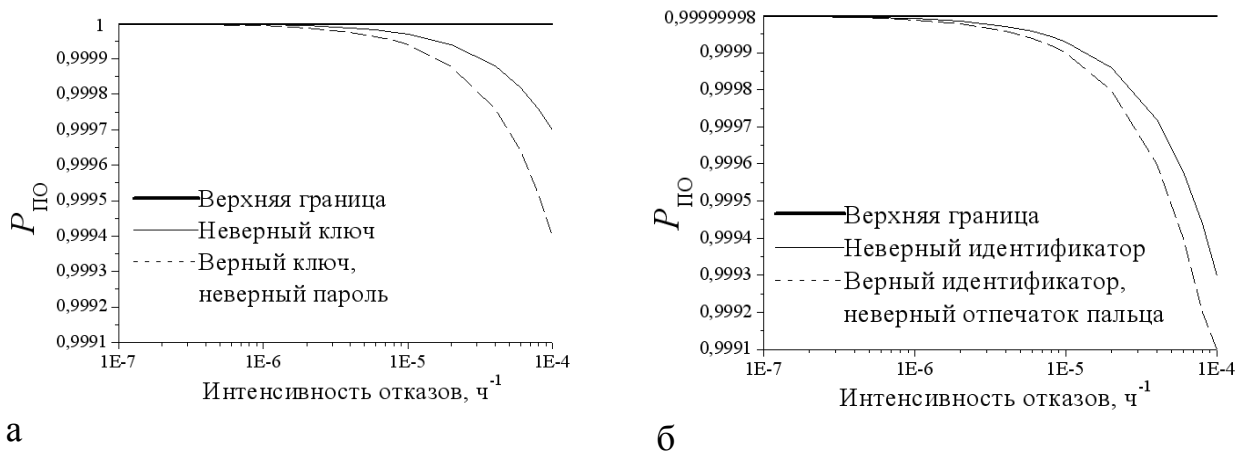 1
0,9999
0,9998
0,9997
0,9996
0,9995
0,9994
0,9993
0,9992
0,9991
PПО
Верхняя граница
Неверный ключ
Верный ключ,
неверный пароль
1E-7
1E-6
1E-5
1E-4
Интенсивность отказов, ч-1
а
0,99999998
0,99998
0,9998
0,9997
0,9996
0,9995
0,9994
0,9993
0,9992
0,9991
PПО
Верхняя граница
Неверный идентификатор
Верный идентификатор,
неверный отпечаток пальца
1E-7
1E-6
1E-5
1E-4
Интенсивность отказов, ч-1
б